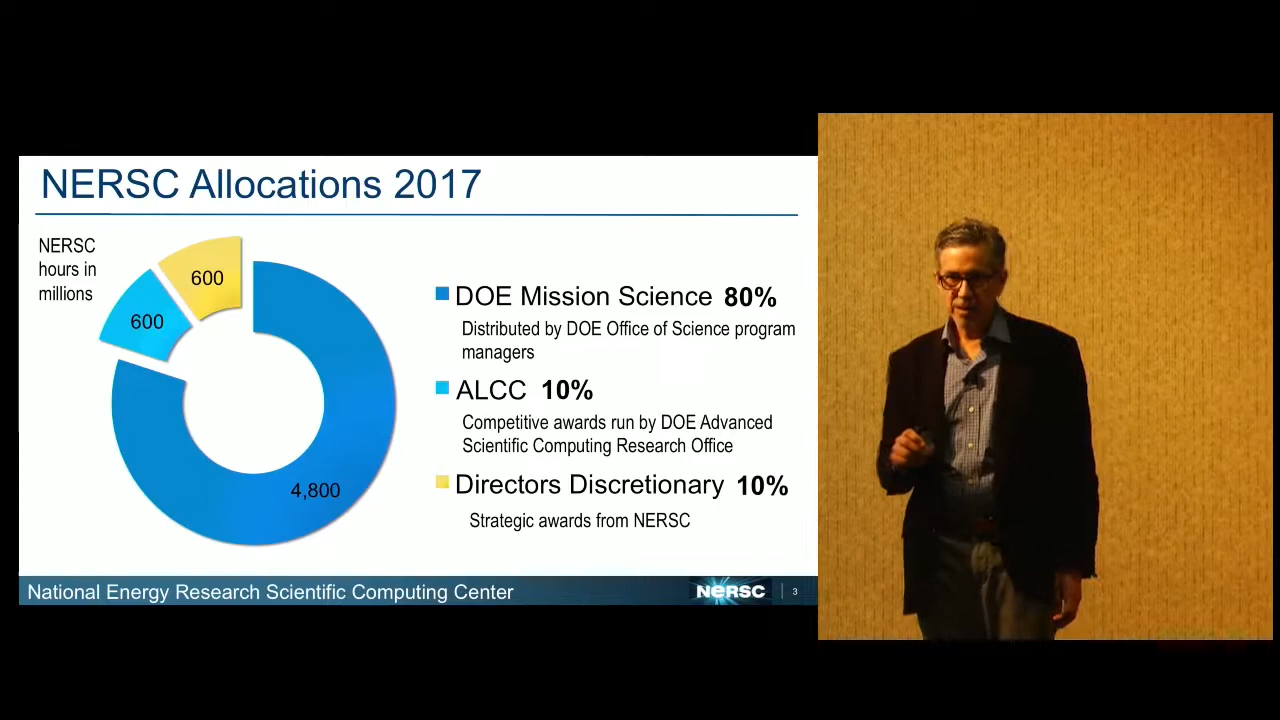 NERSC Allocations 2017
NERSC
hours in
millions
600
600
4,800
DOE Mission Science 80%
Distributed by DOE Office of Science program
managers
ALCC 10%
Competitive awards run by DOE Advanced
Scientific Computing Research Office
Directors Discretionary 10%
Strategic awards from NERSC
National Energy Research Scientific Computing Center
NERSC
3